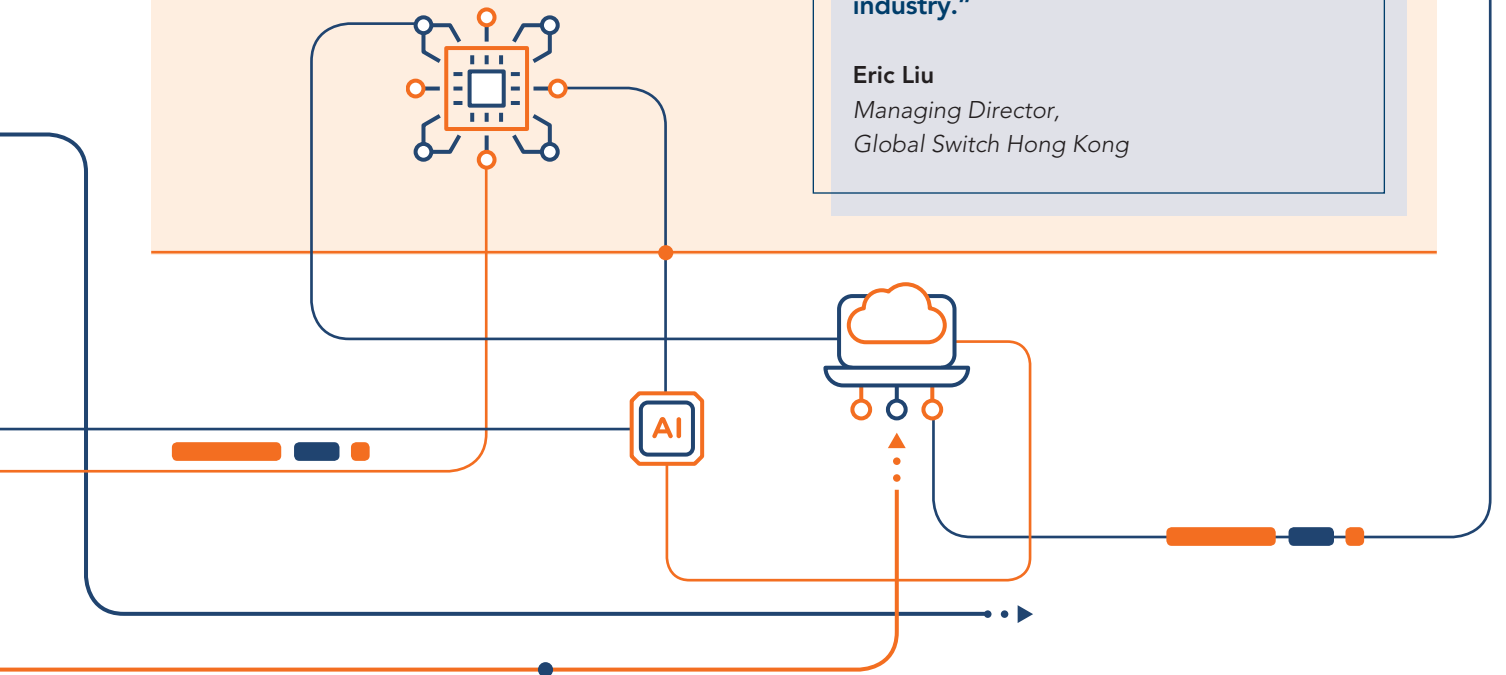 industry.”
Eric Liu
Managing Director,
Global Switch Hong Kong
AI